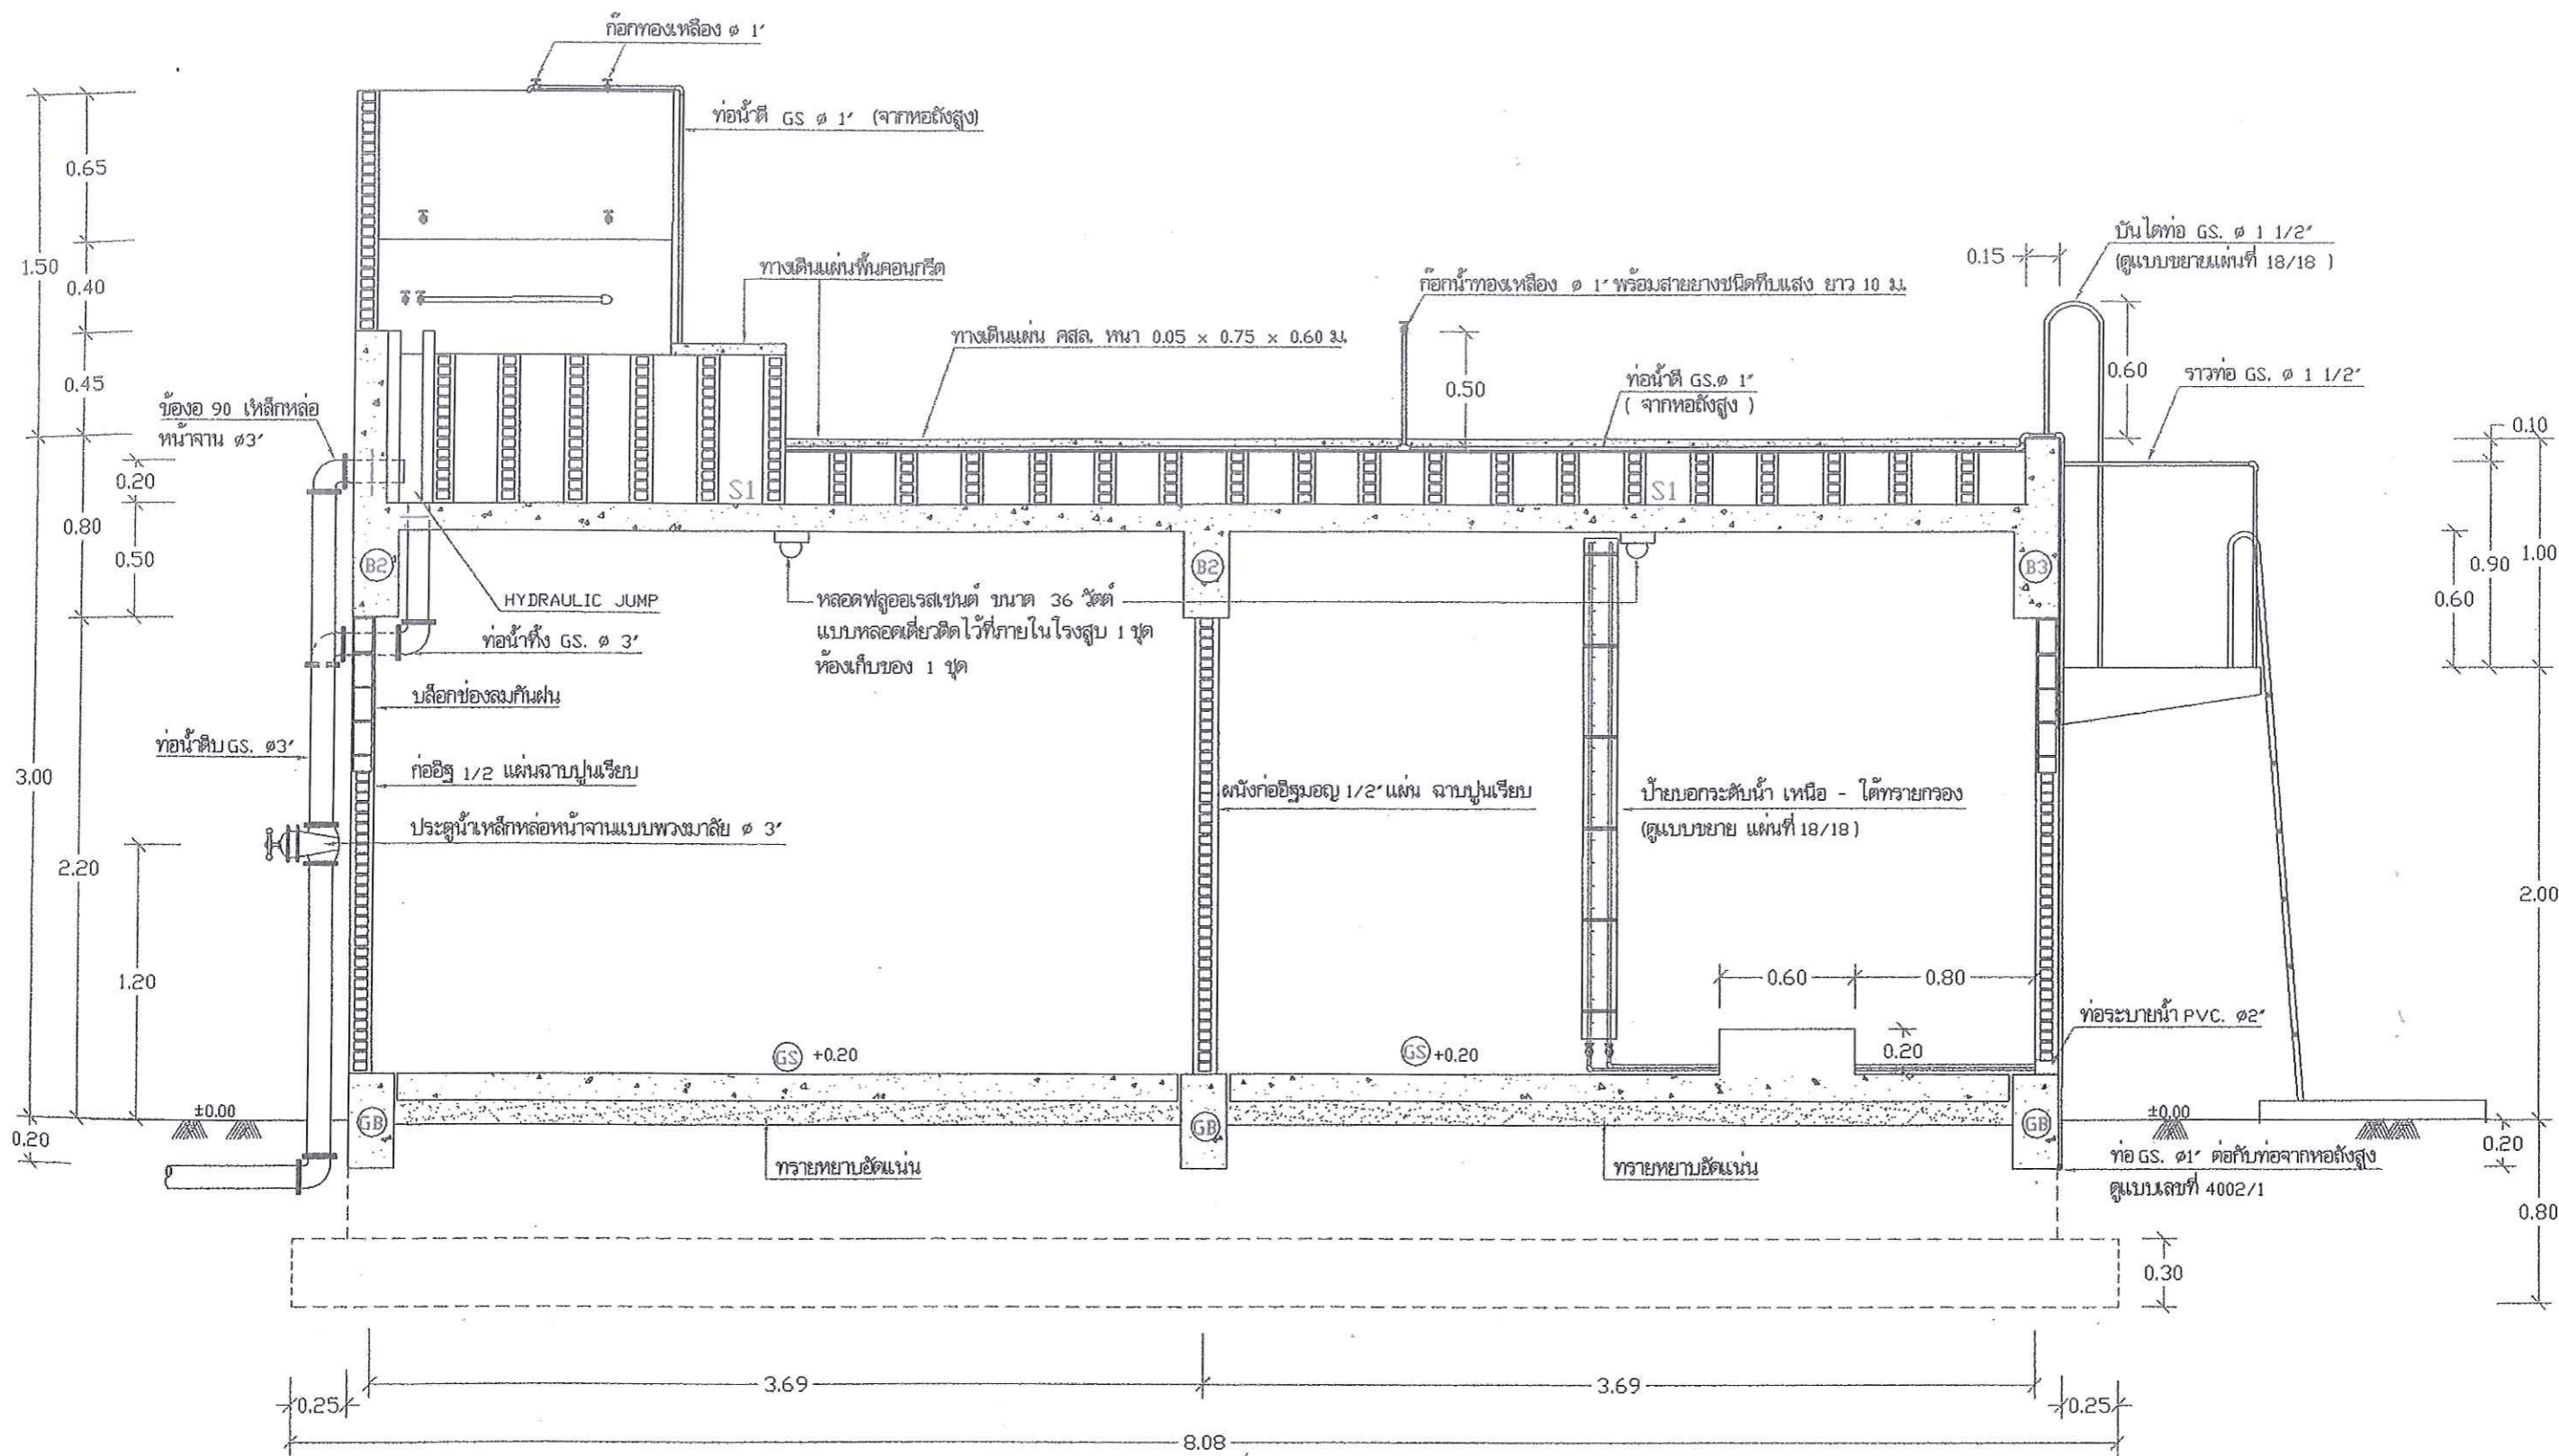 ก๊อกทองเหลือง ø 1"
ท่อน้ำดี GS ø 1" (จากหอถังสูง)
0.65
1.50
0.40
0.45
ทางเดินแผ่นพื้นคอนกรีต
บันไดท่อ GS. ø 1 1/2"
(ดูแบบขยายแผ่นที่ 18/18 )
0.15
ก๊อกน้ำทองเหลือง ø 1" พร้อมสายยางชนิดทึบแสง ยาว 10 ม.
ทางเดินแผ่น คสล. หนา 0.05 x 0.75 x 0.60 ม.
0.50
ท่อน้ำดี GS.ø 1"
( จากหอถังสูง )
0.60
ราวท่อ GS. ø 1 1/2"
ข้องอ 90 เหล็กหล่อ
หน้าจาน ø3"
0.10
0.20
S1
S1
0.80
0.50
B2
B2
B3
0.90
1.00
0.60
HYDRAULIC JUMP
หลอดฟลูออเรสเซนต์ ขนาด 36 วัตต์
แบบหลอดเดี่ยวติดไว้ที่ภายในโรงสูบ 1 ชุด
ห้องเก็บของ 1 ชุด
ท่อน้ำทิ้ง GS. ø 3"
บล็อกช่องลมกันฝน
ท่อน้ำดิบ GS. ø3"
3.00
ก่ออิฐ 1/2 แผ่นฉาบปูนเรียบ
ผนังก่ออิฐมอญ 1/2" แผ่น ฉาบปูนเรียบ
ป้ายบอกระดับน้ำ เหนือ - ใต้ทรายกรอง
(ดูแบบขยาย แผ่นที่ 18/18 )
ประตูน้ำเหล็กหล่อหน้าจานแบบพวงมาลัย ø 3"
2.20
2.00
1.20
0.60
0.80
ท่อระบายน้ำ PVC. ø2"
GS +0.20
GS +0.20
0.20
±0.00
±0.00
0.20
GB
GB
GB
0.20
ทรายหยาบอัดแน่น
ทรายหยาบอัดแน่น
ท่อ GS. ø1" ต่อกับท่อจากหอถังสูง
ดูแบบเลขที่ 4002/1
0.80
0.30
3.69
3.69
0.25
0.25
8.08